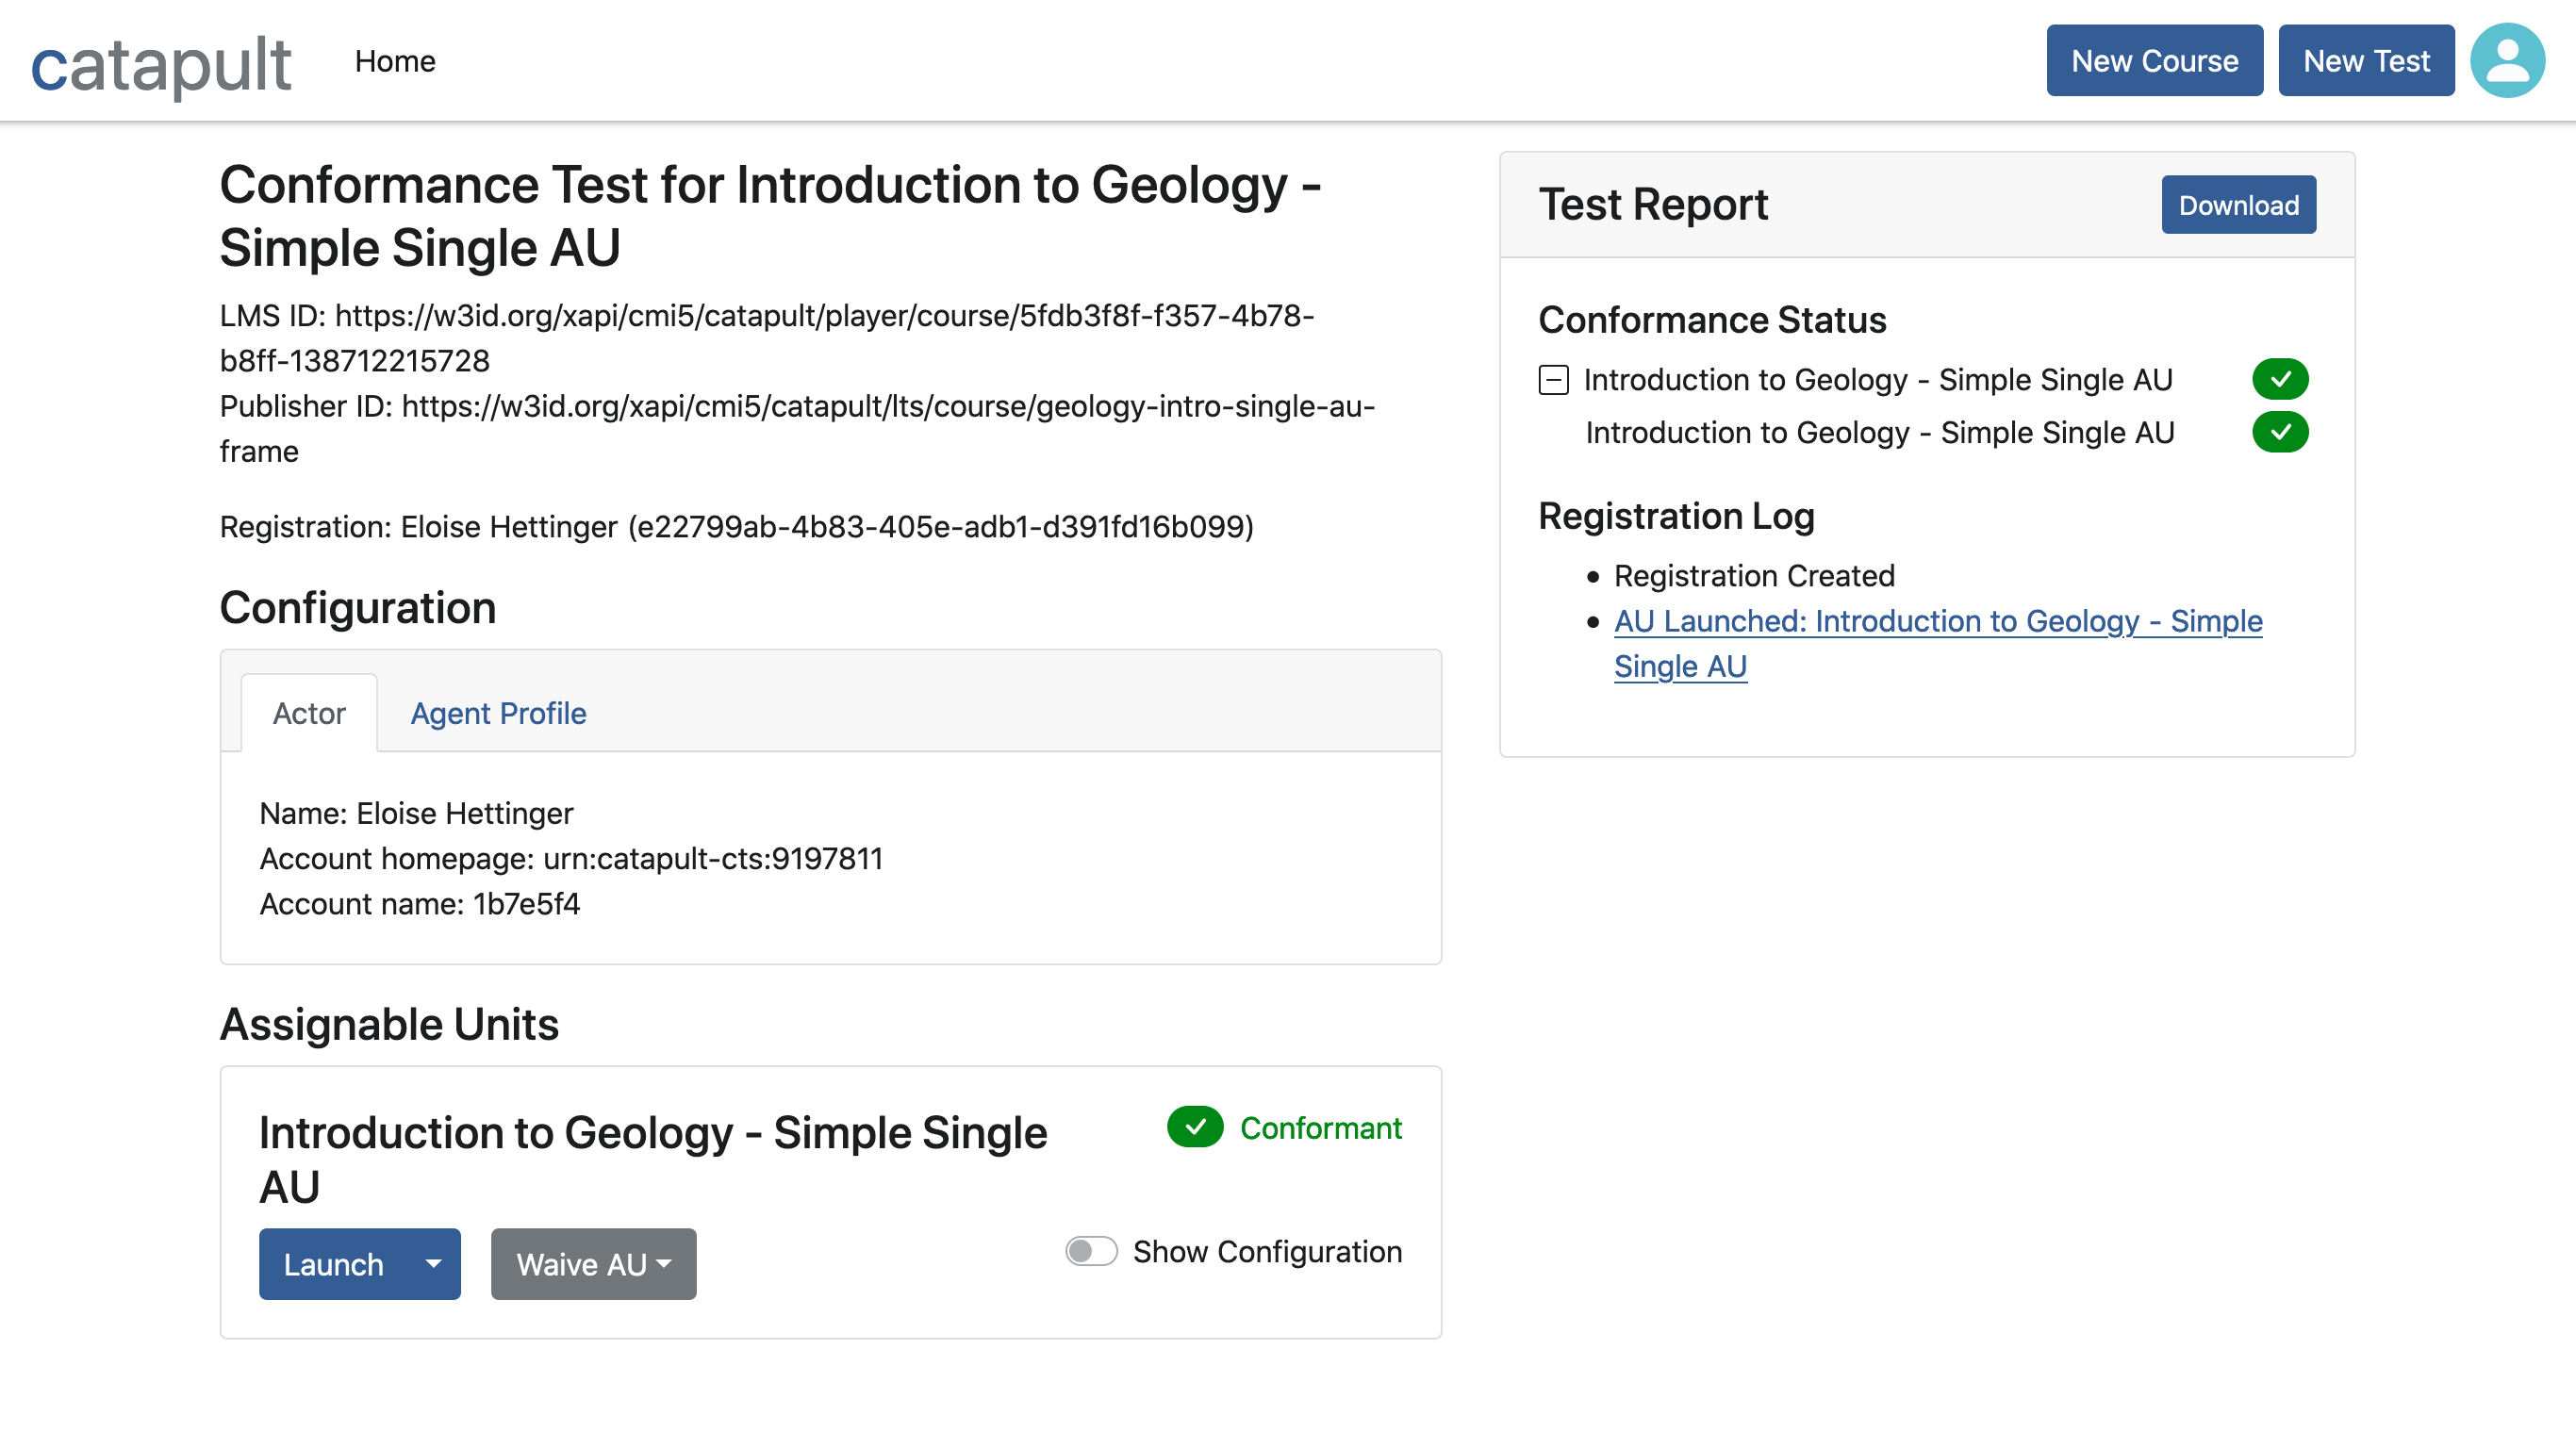 catapult
Home
New Course
New Test
Conformance Test for Introduction to Geology -
Simple Single AU
LMS ID: https://w3id.org/xapi/cmi5/catapult/player/course/5fdb3f8f-f357-4b78-
b8ff-138712215728
Publisher ID: https://w3id.org/xapi/cmi5/catapult/lts/course/geology-intro-single-au-
frame
Registration: Eloise Hettinger (e22799ab-4b83-405e-adb1-d391fd16b099)
Configuration
Actor
Agent Profile
Name: Eloise Hettinger
Account homepage: urn:catapult-cts:9197811
Account name: 1b7e5f4
Assignable Units
Introduction to Geology - Simple Single
AU
Conformant
Launch
Waive AU
Show Configuration
Test Report
Download
Conformance Status
Introduction to Geology - Simple Single AU
Introduction to Geology - Simple Single AU
Registration Log
Registration Created
AU Launched: Introduction to Geology - Simple
Single AU